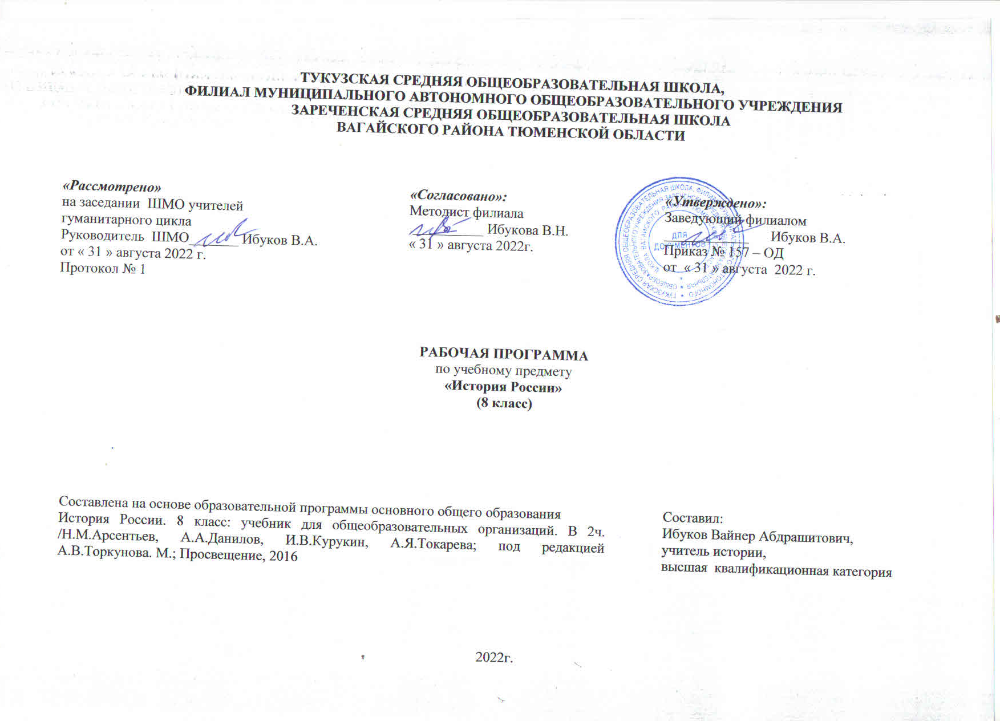 ТУКУЗСКАЯ СРЕДНЯЯ ОБЩЕОБРАЗОВАТЕЛЬНАЯ ШКОЛА,
ФИЛИАЛ МУНИЦИПАЛЬНОГО АВТОНОМНОГО ОБЩЕОБРАЗОВАТЕЛЬНОГО УЧРЕЖДЕНИЯ
ЗАРЕЧЕНСКАЯ СРЕДНЯЯ ОБЩЕОБРАЗОВАТЕЛЬНАЯ ШКОЛА
ВАГАЙСКОГО РАЙОНА ТЮМЕНСКОЙ ОБЛАСТИ
«Рассмотрено»
на заседании ШМО учителей
гуманитарного цикла
Руководитель ШМО_______ Ибуков В.А.
от « 31 » августа 2022 г.
Протокол № 1
«Согласовано»:
Методист филиала
__________ Ибукова В.Н.
« 31 » августа 2022г.
«Утверждено»:
Заведующий филиалом
____________ Ибуков В.А.
Приказ № 157 – ОД
от « 31 » августа 2022 г.
ДЛЯ
ДОКУМЕНТОВ
РАБОЧАЯ ПРОГРАММА
по учебному предмету
«История России»
(8 класс)
Составлена на основе образовательной программы основного общего образования
История России. 8 класс: учебник для общеобразовательных организаций. В 2ч.
/Н.М.Арсентьев, А.А.Данилов, И.В.Курукин, А.Я.Токарева; под редакцией
А.В.Торкунова. М.; Просвещение, 2016
Составил:
Ибуков Вайнер Абдрашитович,
учитель истории,
высшая квалификационная категория
2022г.